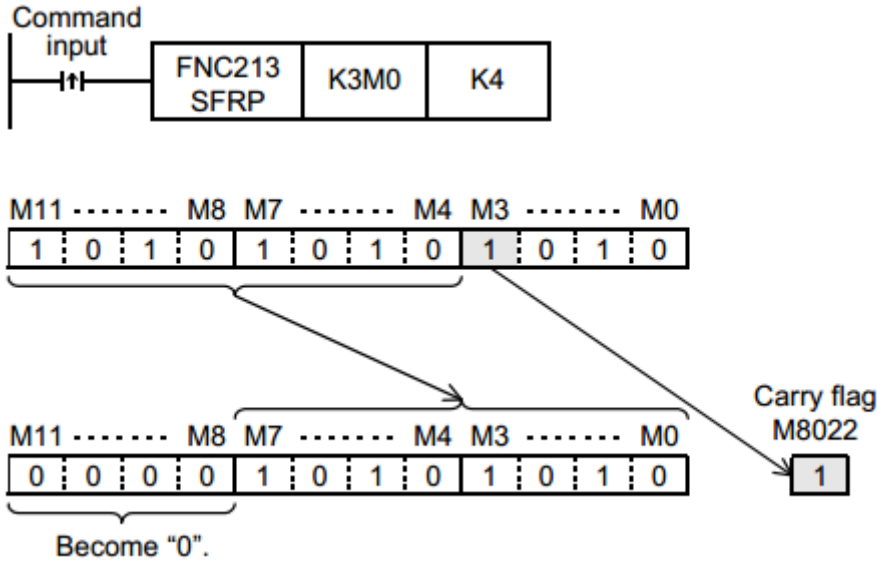 Command
input
FNC213
SFRP
K3M0
K4
M11 ······· M8 M7 ······· M4 M3 ······· M0
1 0 1 0 1 0 1 0 1 0 1 0
Carry flag
M8022
M11 ······· M8 M7 ······· M4 M3 ······· M0
0 0 0 0 1 0 1 0 1 0 1 0
1
Become “0”.